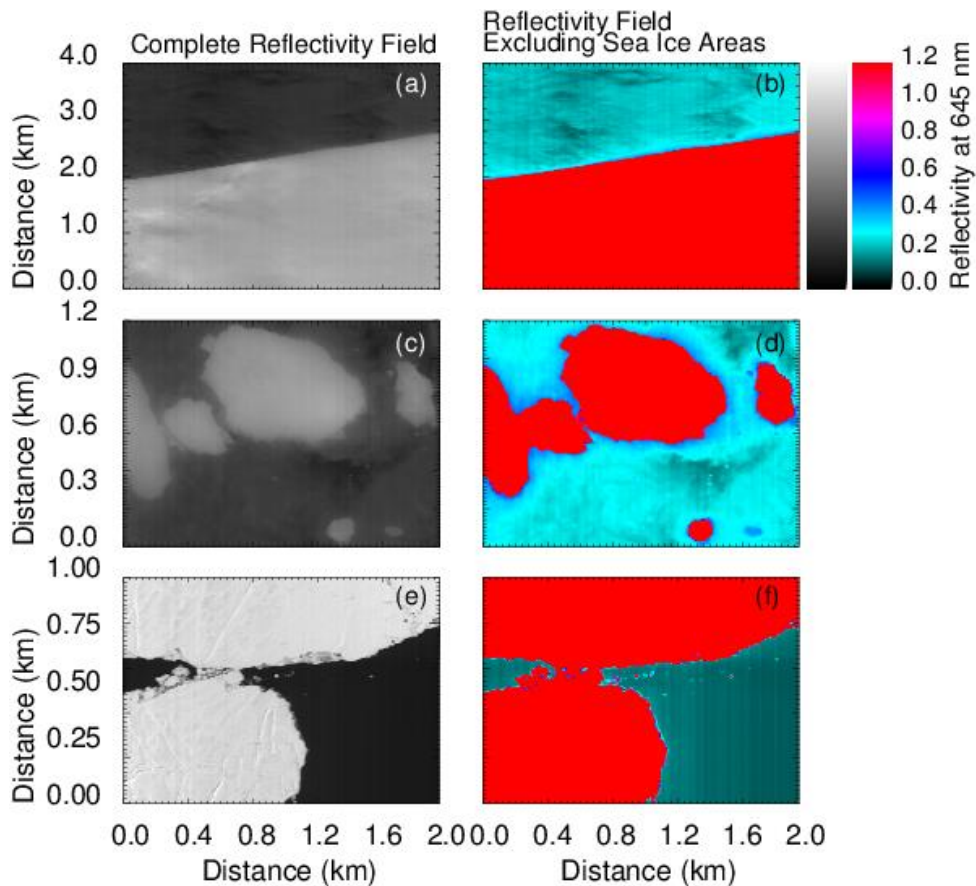 Complete Reflectivity Field
Reflectivity Field
Excluding Sea Ice Areas
4.0
3.0
2.0
1.0
0.0
Distance (km)
(a)
(b)
1.2
1.0
0.8
0.6
0.4
0.2
0.0
Reflectivity at 645 nm
1.2
0.9
0.6
0.3
0.0
Distance (km)
(c)
(d)
1.00
0.75
0.50
0.25
0.00
Distance (km)
(e)
(f)
0.0 0.4 0.8 1.2 1.6 2.0
0.0 0.4 0.8 1.2 1.6 2.0
Distance (km)
Distance (km)